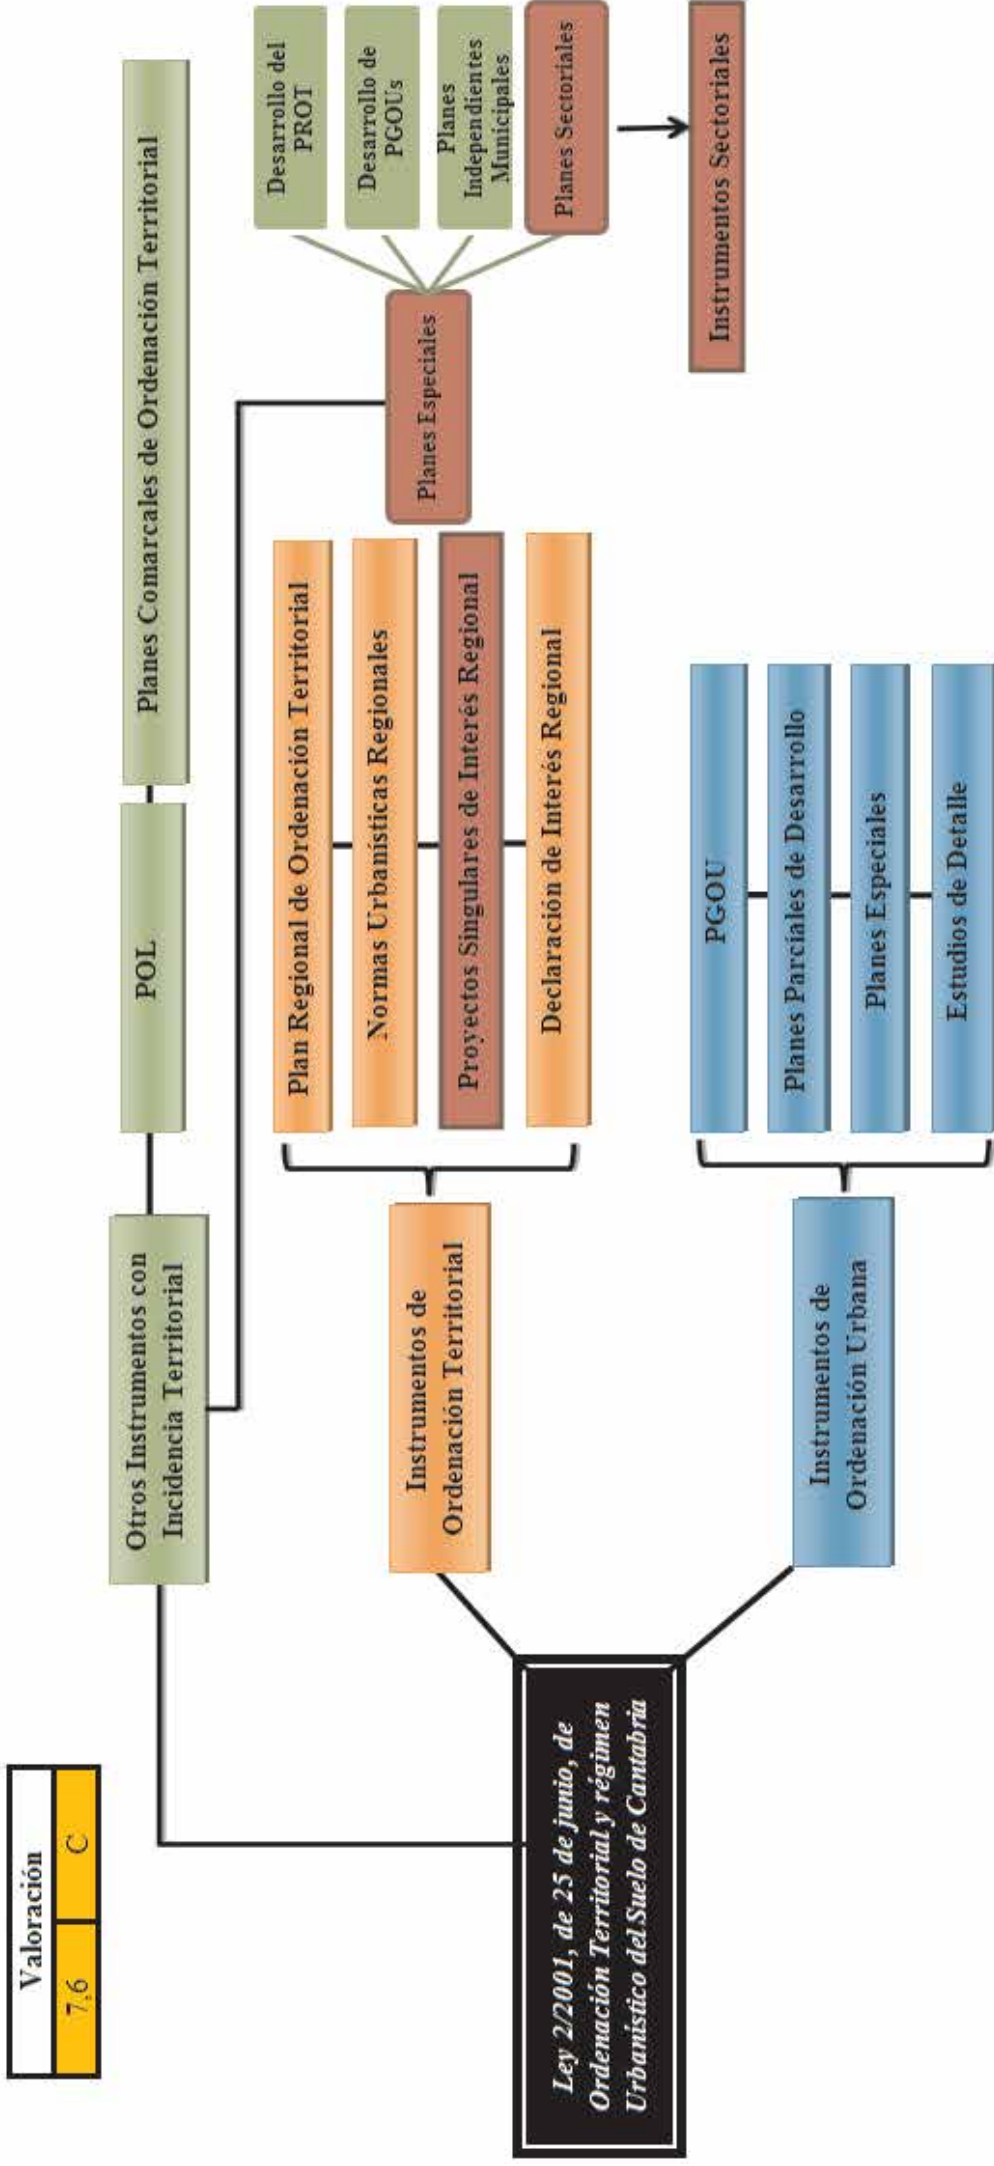 Valoración
7,6 C
Otros Instrumentos con
Incidencia Territorial
POL
Planes Comarcales de Ordenación Territorial
Ley 2/2001, de 25 de junio, de
Ordenación Territorial y régimen
Urbanístico del Suelo de Cantabria
Instrumentos de
Ordenación Territorial
Plan Regional de Ordenación Territorial
Normas Urbanísticas Regionales
Proyectos Singulares de Interés Regional
Declaración de Interés Regional
Planes Especiales
Desarrollo del
PROT
Desarrollo de
PGOUs
Planes
Independientes
Municipales
Planes Sectoriales
Instrumentos Sectoriales
Instrumentos de
Ordenación Urbana
PGOU
Planes Parciales de Desarrollo
Planes Especiales
Estudios de Detalle